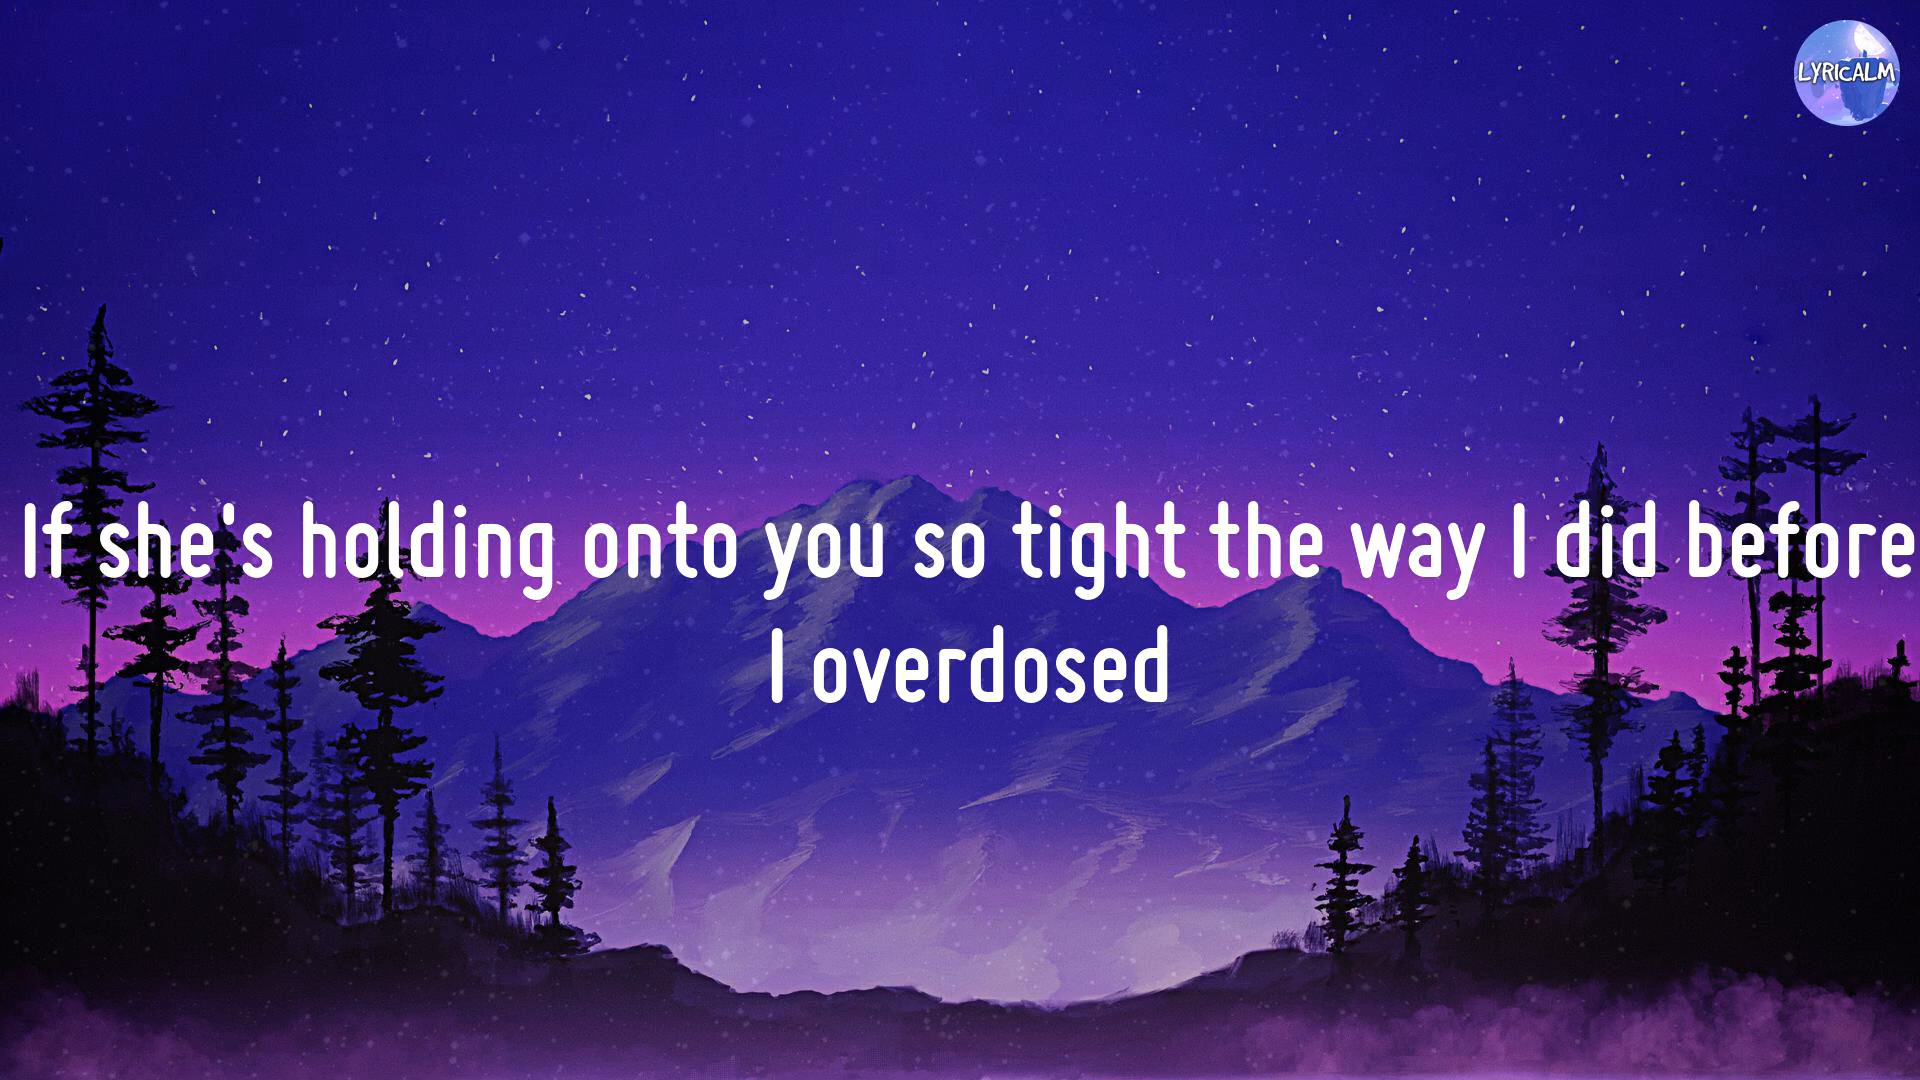 LYRICALM
If she's holding onto you so tight the way I did before
I overdosed